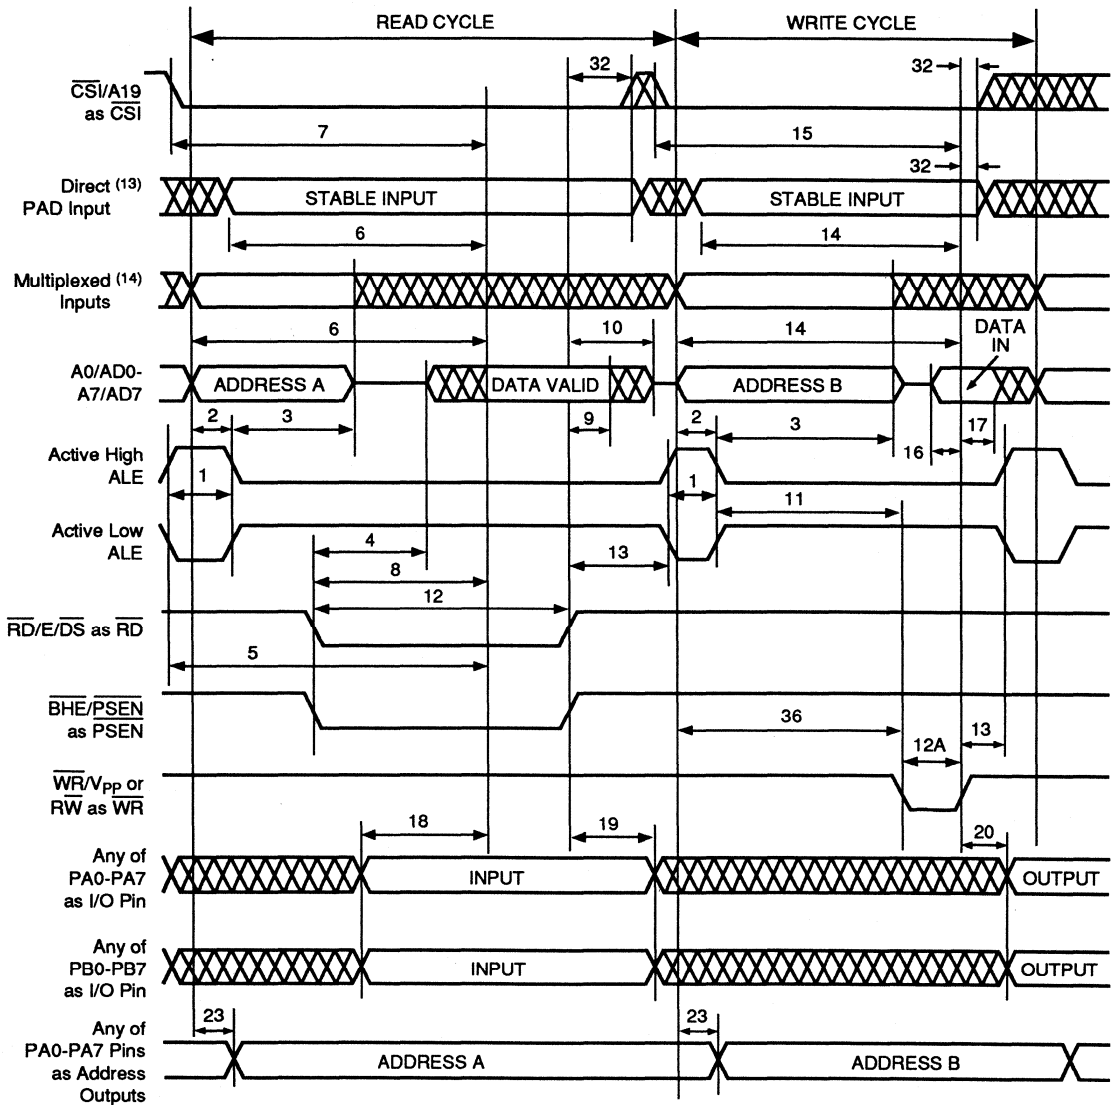 READ CYCLE
WRITE CYCLE
32
32
CSI/A19
as CSI
7
15
32
Direct (13)
PAD Input
STABLE INPUT
STABLE INPUT
6
14
Multiplexed (14)
Inputs
6
10
14
DATA
IN
A0/AD0-
A7/AD7
ADDRESS A
DATA VALID
ADDRESS B
2
3
9
2
3
16
17
Active High
ALE
1
1
11
Active Low
ALE
4
13
8
12
RD/E/DS as RD
5
BHE/PSEN
as PSEN
36
13
12A
WR/VPP or
RW as WR
18
19
20
Any of
PA0-PA7
as I/O Pin
INPUT
OUTPUT
Any of
PB0-PB7
as I/O Pin
INPUT
OUTPUT
23
23
Any of
PA0-PA7 Pins
as Address
Outputs
ADDRESS A
ADDRESS B